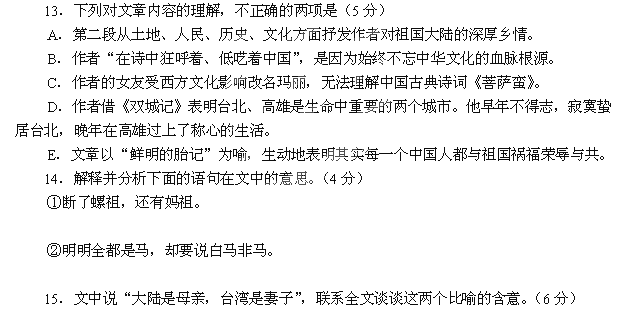 13．下列对文章内容的理解，不正确的两项是（5 分）
A．第二段从土地、人民、历史、文化方面抒发作者对祖国大陆的深厚乡情。
B．作者“在诗中狂呼着、低呓着中国”，是因为始终不忘中华文化的血脉根源。
C．作者的女友受西方文化影响改名玛丽，无法理解中国古典诗词《菩萨蛮》。
D．作者借《双城记》表明台北、高雄是生命中重要的两个城市。他早年不得志，寂寞蛰
居台北，晚年在高雄过上了称心的生活。
E．文章以“鲜明的胎记”为喻，生动地表明其实每一个中国人都与祖国祸福荣辱与共。
14．解释并分析下面的语句在文中的意思。（4 分）
①断了嫘祖，还有妈祖。
②明明全都是马，却要说白马非马。
15．文中说“大陆是母亲，台湾是妻子”，联系全文谈谈这两个比喻的含意。（6 分）